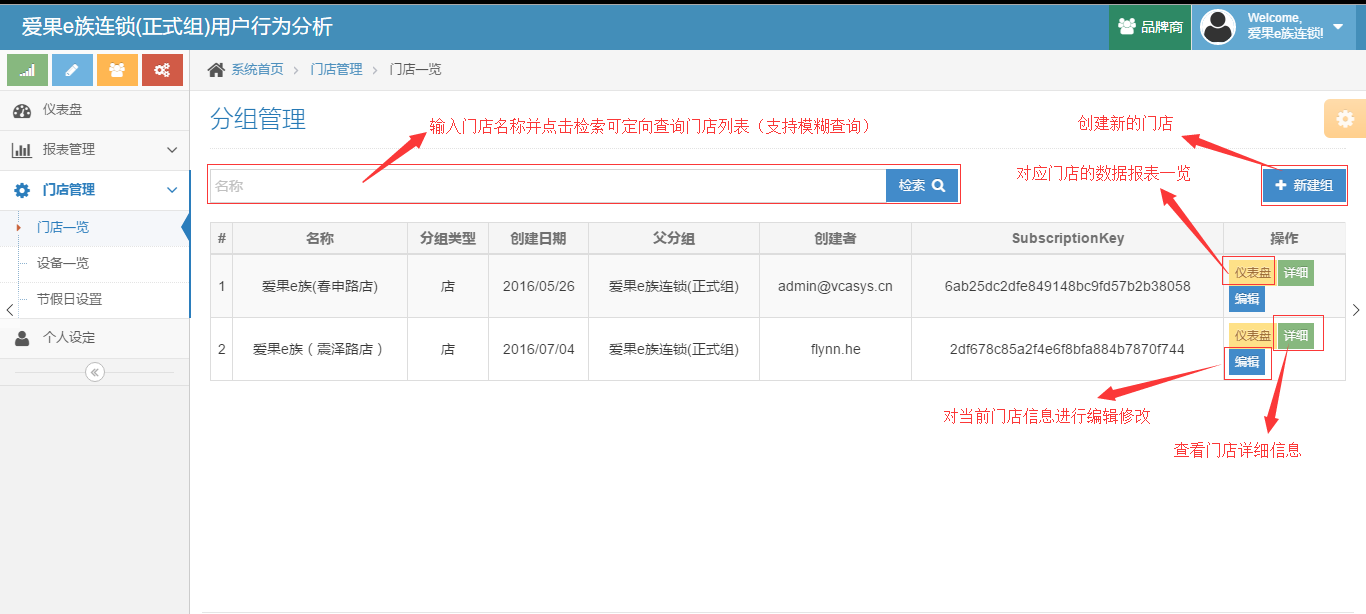 爱果e族连锁(正式组)用户行为分析
品牌商
Welcome,
爱果e族连锁!
系统首页 > 门店管理 > 门店一览
仪表盘
报表管理
门店管理
门店一览
设备一览
节假日设置
个人设定
分组管理
输入门店名称并点击检索可定向查询门店列表（支持模糊查询）
创建新的门店
对应门店的数据报表一览
名称
检索
新建组
# 名称 分组类型 创建日期 父分组 创建者 SubscriptionKey 操作
1 爱果e族(春申路店) 店 2016/05/26 爱果e族连锁(正式组) admin@vcasys.cn 6ab25dc2dfe849148bc9fd57b2b38058 仪表盘 详细
编辑
2 爱果e族（震泽路店） 店 2016/07/04 爱果e族连锁(正式组) flynn.he 2df678c85a2f4e6f8bfa884b7870f744 仪表盘 详细
编辑
对当前门店信息进行编辑修改
查看门店详细信息